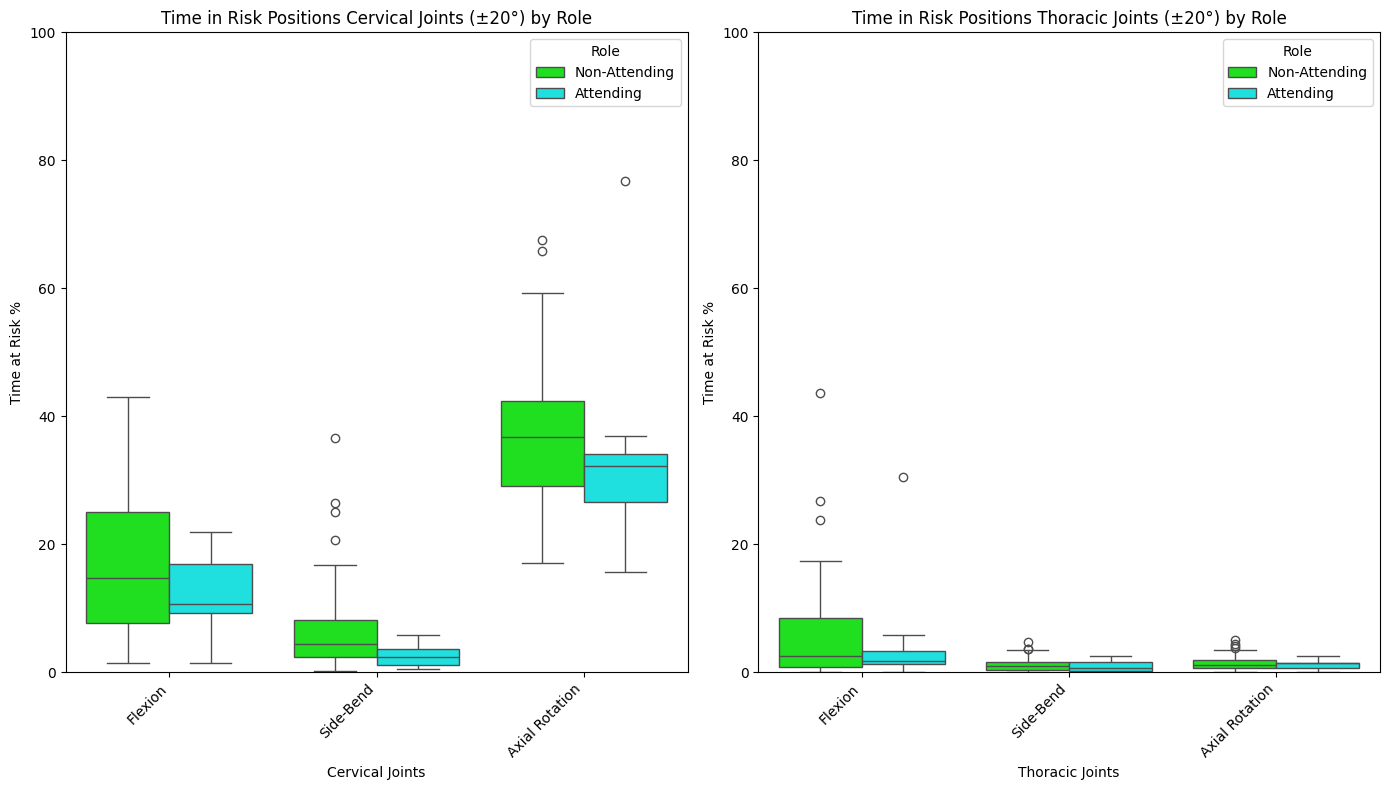 Time in Risk Positions Cervical Joints (±20°) by Role
100
80
60
40
20
0
Time at Risk %
Role
Non-Attending
Attending
Flexion
Side-Bend
Axial Rotation
Cervical Joints
Time in Risk Positions Thoracic Joints (±20°) by Role
100
80
60
40
20
0
Time at Risk %
Role
Non-Attending
Attending
Flexion
Side-Bend
Axial Rotation
Thoracic Joints